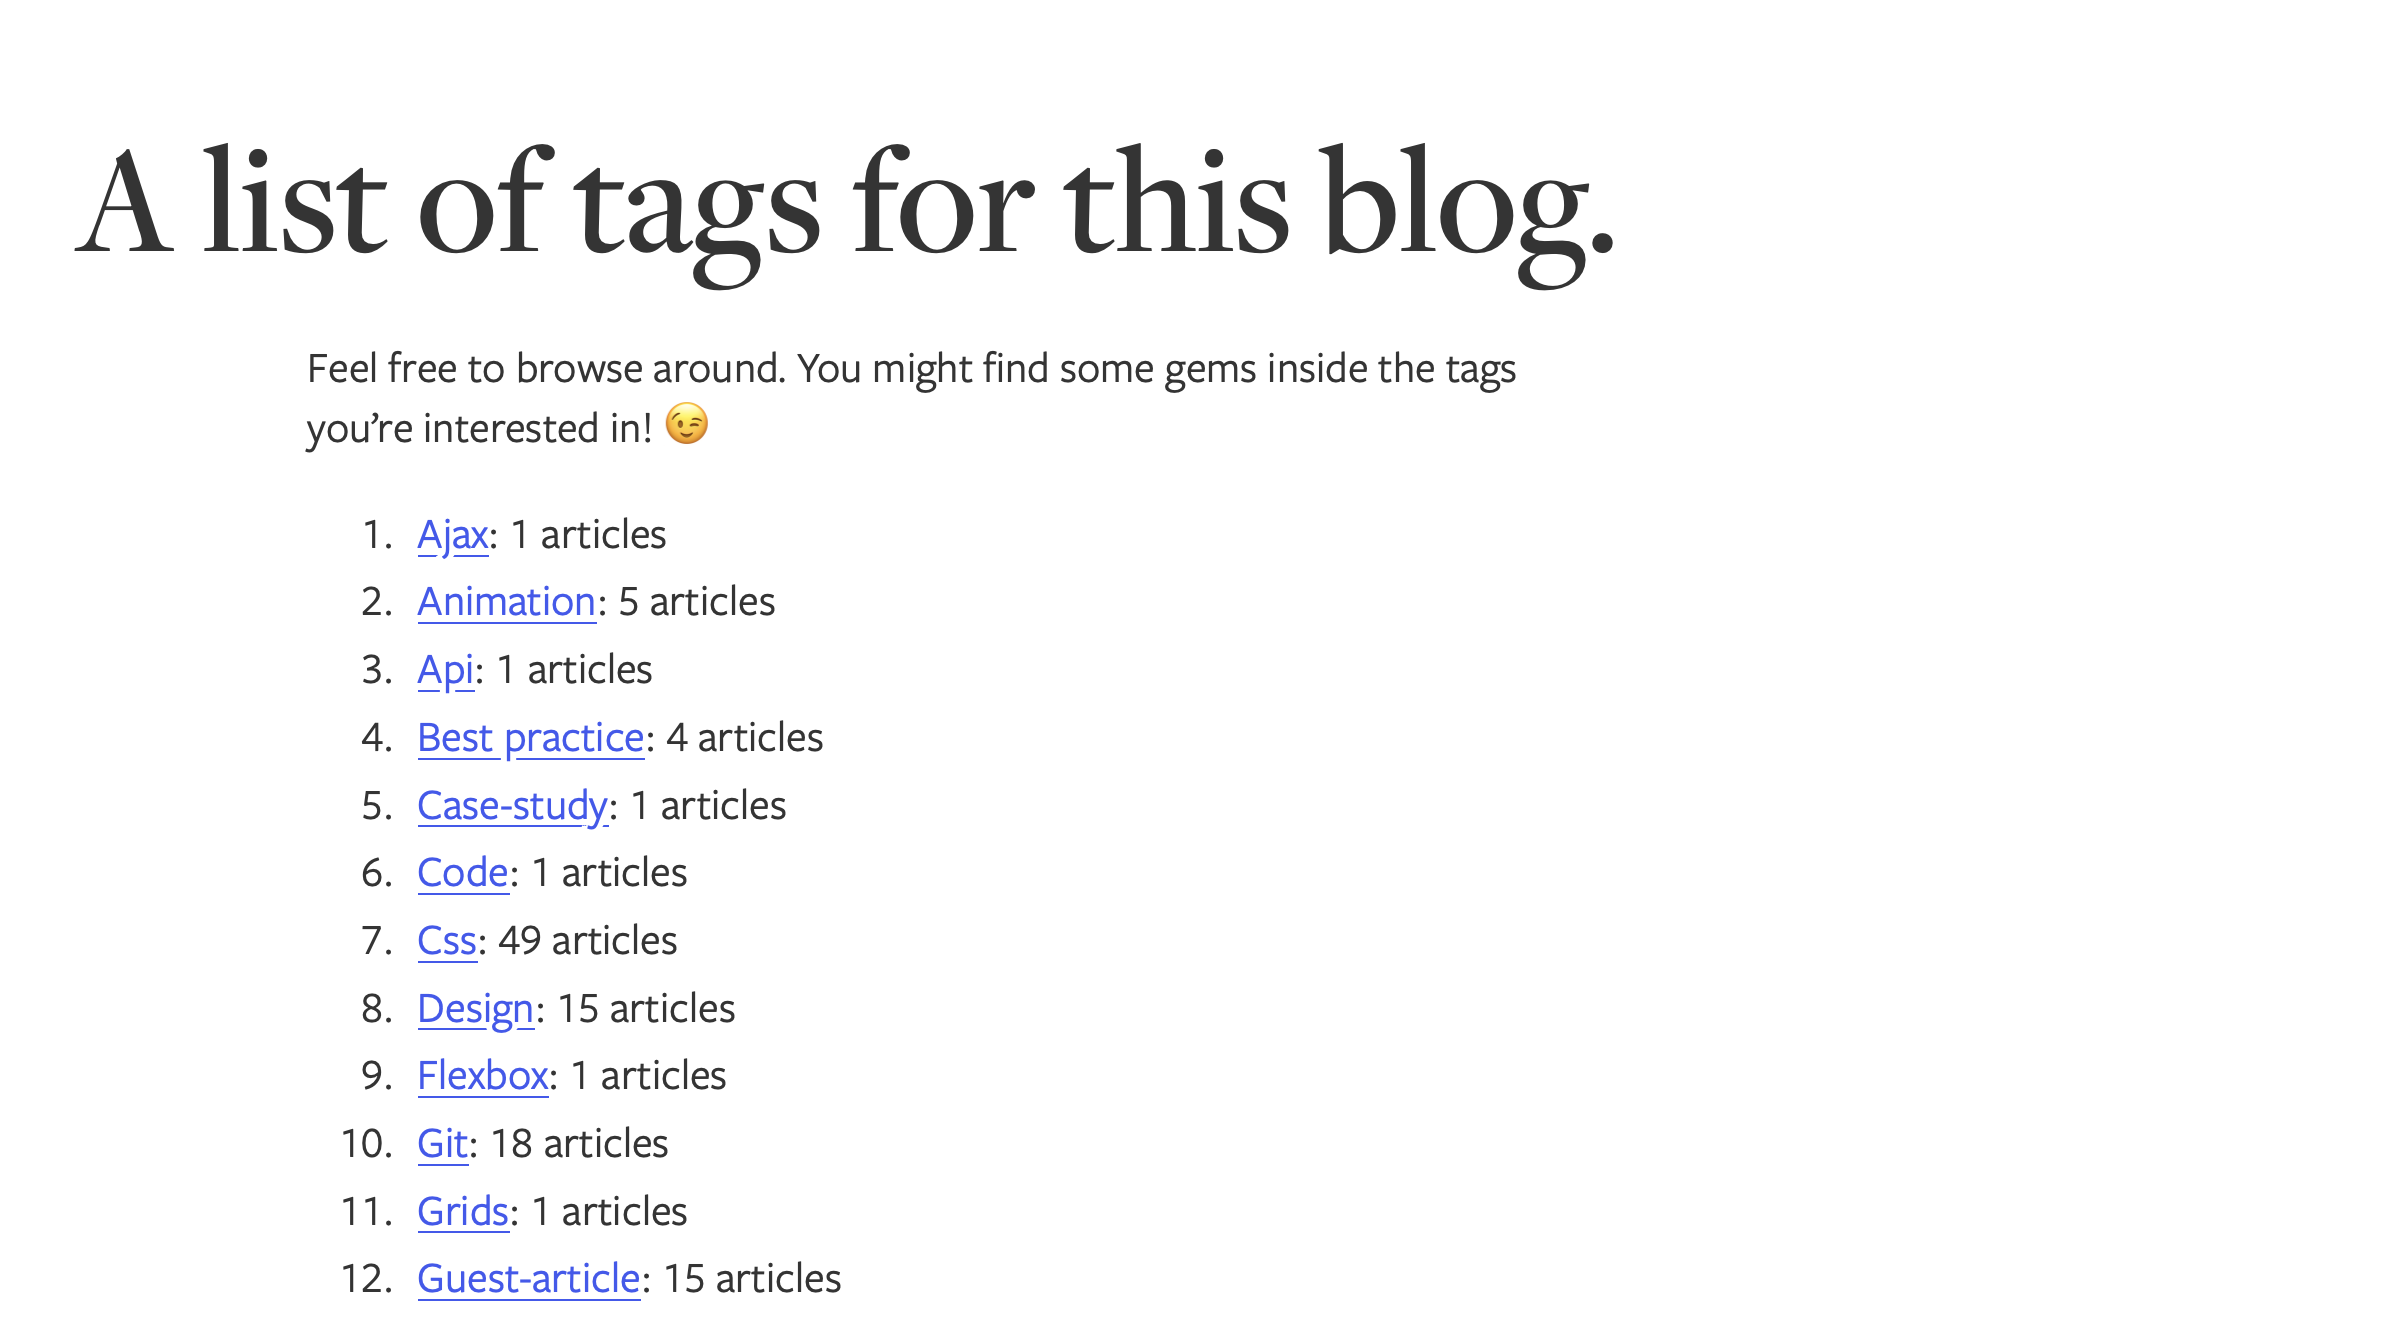 A list of tags for this blog.
Feel free to browse around. You might find some gems inside the tags
you’re interested in! 😉
1. Ajax: 1 articles
2. Animation: 5 articles
3. Api: 1 articles
4. Best practice: 4 articles
5. Case-study: 1 articles
6. Code: 1 articles
7. Css: 49 articles
8. Design: 15 articles
9. Flexbox: 1 articles
10. Git: 18 articles
11. Grids: 1 articles
12. Guest-article: 15 articles